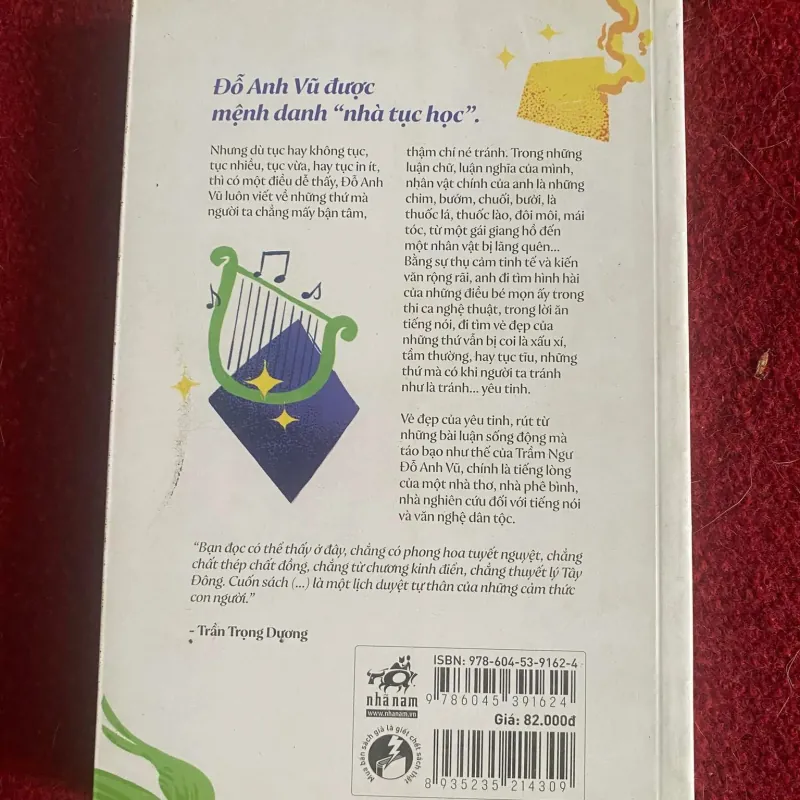 Đỗ Anh Vũ được
mệnh danh “nhà tục học”.
Nhưng dù tục hay không tục,
tục nhiều, tục vừa, hay tục in ít,
thì có một điều dễ thấy, Đỗ Anh
Vũ luôn viết về những thứ mà
người ta chẳng mấy bận tâm,
thậm chí né tránh. Trong những
luận chữ, luận nghĩa của mình,
nhân vật chính của anh là những
chim, bướm, chuối, bưởi, là
thuốc lá, thuốc lào, đôi môi, mái
tóc, từ một gái giang hồ đến
một nhân vật bị lãng quên...
Bằng sự thụ cảm tinh tế và kiến
văn rộng rãi, anh đi tìm hình hài
của những điều bé mọn ấy trong
thi ca nghệ thuật, trong lời ăn
tiếng nói, đi tìm vẻ đẹp của
những thứ vẫn bị coi là xấu xí,
tầm thường, hay tục tĩu, những
thứ mà có khi người ta tránh
như là tránh... yêu tinh.
Vẻ đẹp của yêu tinh, rút từ
những bài luận sống động mà
táo bạo như thế của Trầm Ngư
Đỗ Anh Vũ, chính là tiếng lòng
của một nhà thơ, nhà phê bình,
nhà nghiên cứu đối với tiếng nói
và văn nghệ dân tộc.
“Bạn đọc có thể thấy ở đây, chẳng có phong hoa tuyết nguyệt, chẳng
chất thép chất đồng, chẳng từ chương kinh điển, chẳng thuyết lý Tây
Đông. Cuốn sách (...) là một lịch duyệt tự thân của những cảm thức
con người.”
- Trần Trọng Dương
nhã nam
www.nhanam.vn
Mua bán sách giả là giết chết sách thật
ISBN: 978-604-53-9162-4
9 786045 391624
Giá: 82.000đ
8 935235 214309